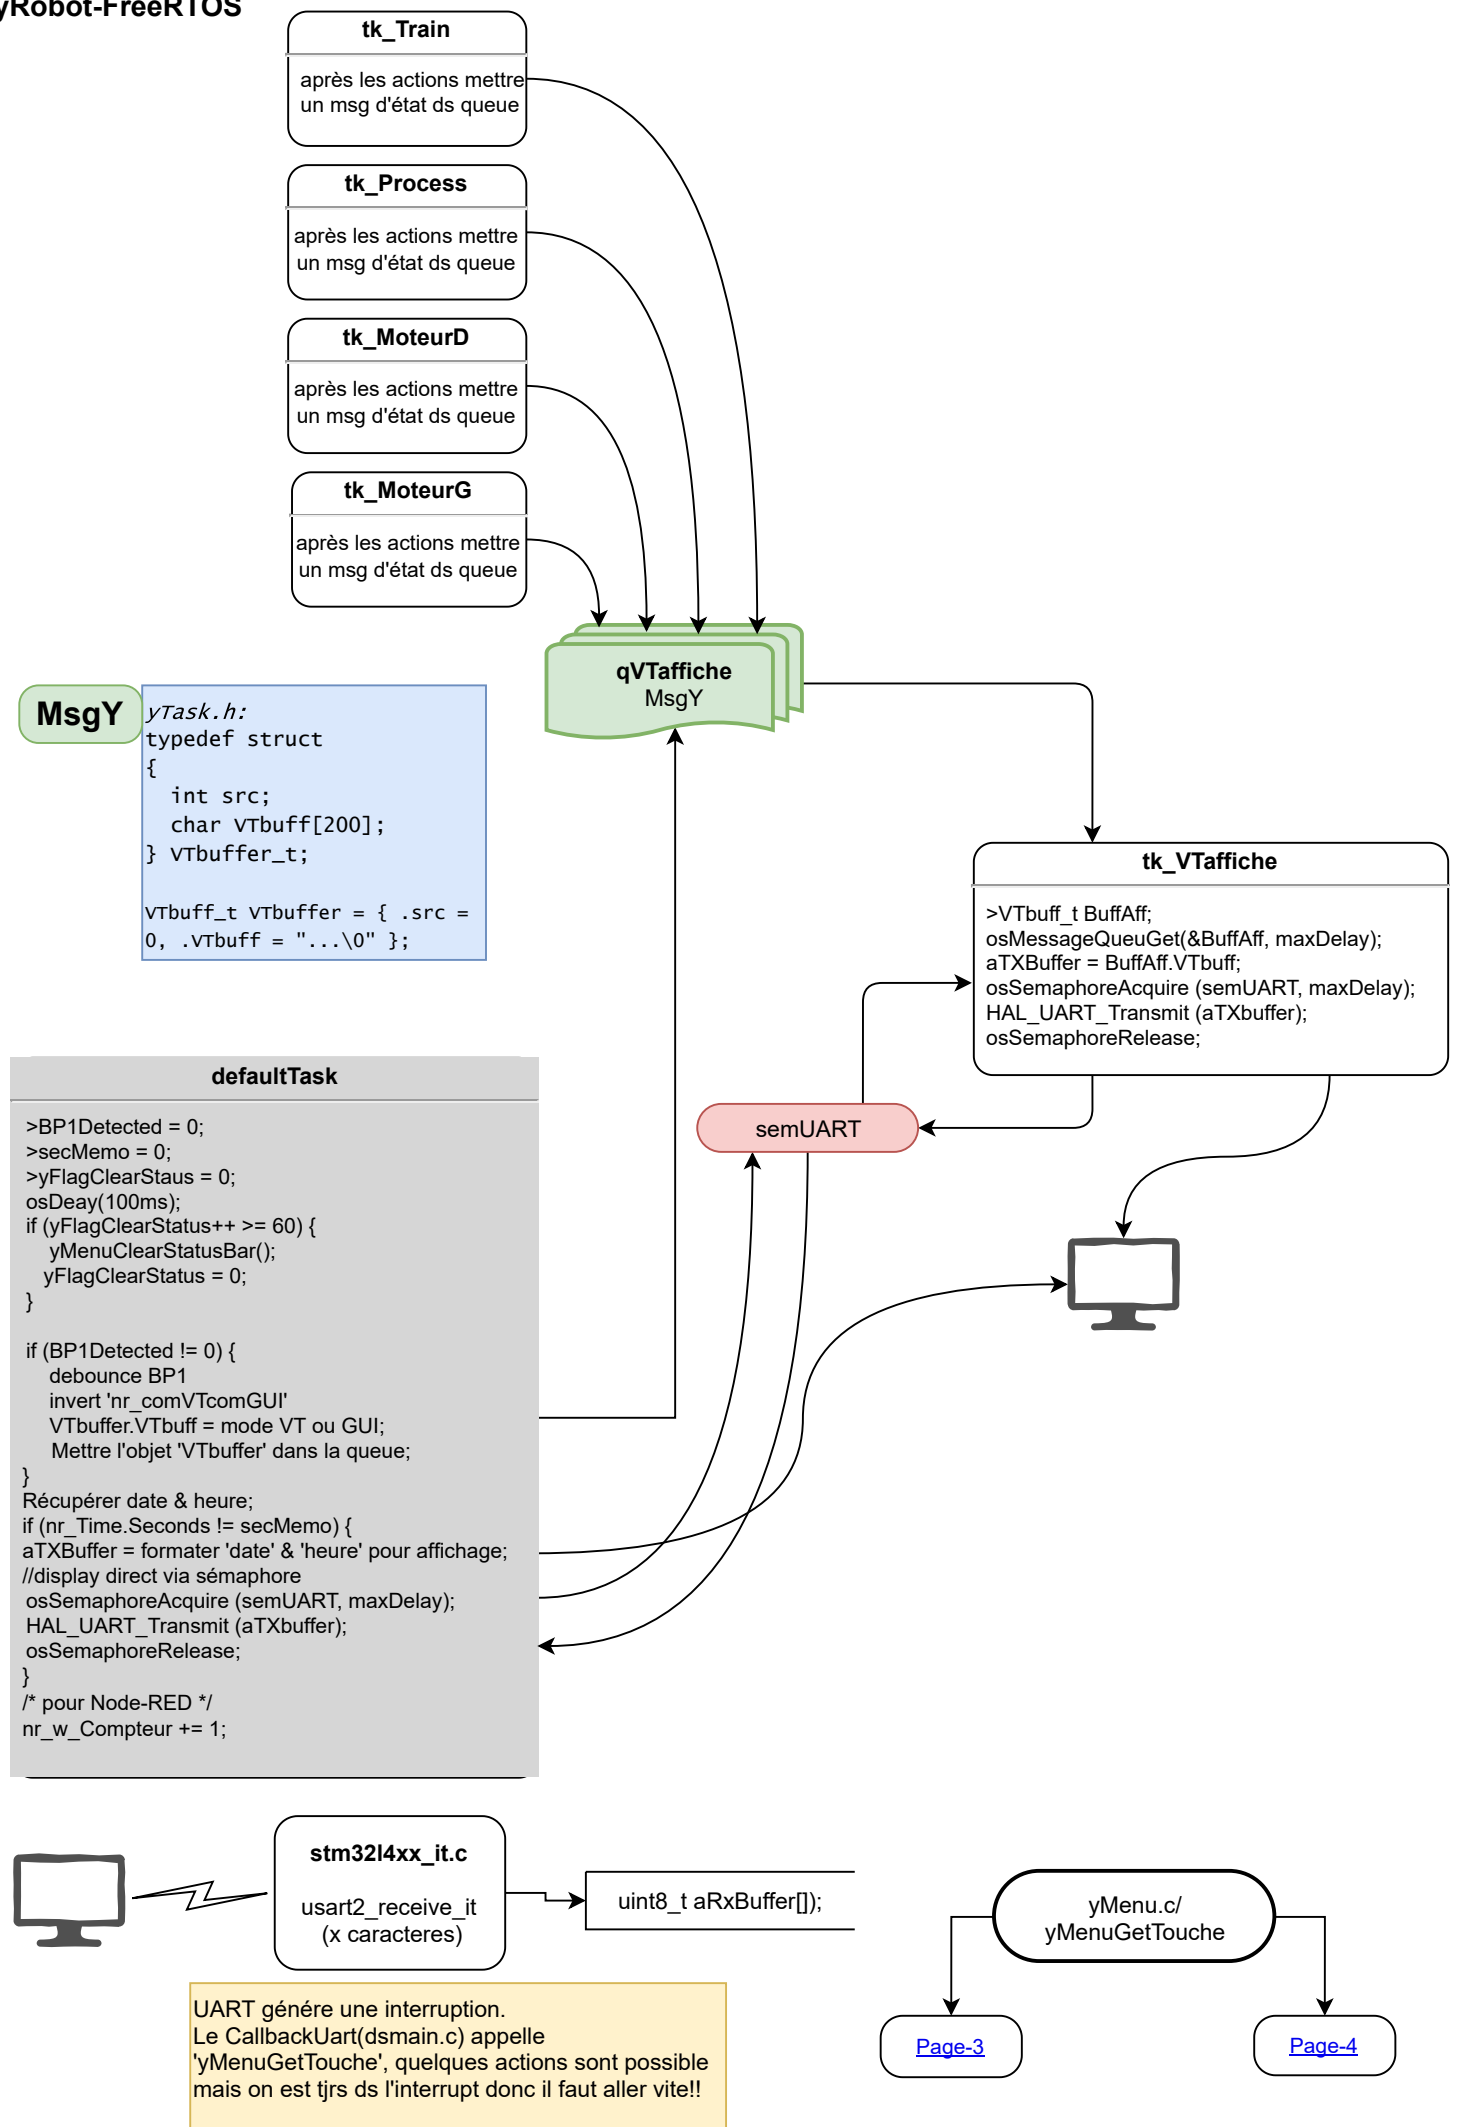 yRobot-FreeRTOS
tk_Train
après les actions mettre
un msg d'état ds queue
tk_Process
après les actions mettre
un msg d'état ds queue
tk_MoteurD
après les actions mettre
un msg d'état ds queue
tk_MoteurG
après les actions mettre
un msg d'état ds queue
qVTaffiche
MsgY
MsgY
yTask.h:
typedef struct
{
int src;
char VTbuff[200];
} VTbuffer_t;
VTbuff_t VTbuffer = { .src =
0, .VTbuff = "...\0" };
tk_VTaffiche
>VTbuff_t BuffAff;
osMessageQueuGet(&BuffAff, maxDelay);
aTXBuffer = BuffAff.VTbuff;
osSemaphoreAcquire (semUART, maxDelay);
HAL_UART_Transmit (aTXbuffer);
osSemaphoreRelease;
semUART
defaultTask
>BP1Detected = 0;
>secMemo = 0;
>yFlagClearStaus = 0;
osDeay(100ms);
if (yFlagClearStatus++ >= 60) {
yMenuClearStatusBar();
yFlagClearStatus = 0;
}
if (BP1Detected != 0) {
debounce BP1
invert 'nr_comVTcomGUI'
VTbuffer.VTbuff = mode VT ou GUI;
Mettre l'objet 'VTbuffer' dans la queue;
}
Récupérer date & heure;
if (nr_Time.Seconds != secMemo) {
aTXBuffer = formater 'date' & 'heure' pour affichage;
//display direct via sémaphore
osSemaphoreAcquire (semUART, maxDelay);
HAL_UART_Transmit (aTXbuffer);
osSemaphoreRelease;
}
/* pour Node-RED */
nr_w_Compteur += 1;
stm32l4xx_it.c
usart2_receive_it
(x caracteres)
uint8_t aRxBuffer[]);
yMenu.c/
yMenuGetTouche
Page-3
Page-4
UART génére une interruption.
Le CallbackUart(dsmain.c) appelle
'yMenuGetTouche', quelques actions sont possible
mais on est tjrs ds l'interrupt donc il faut aller vite!!